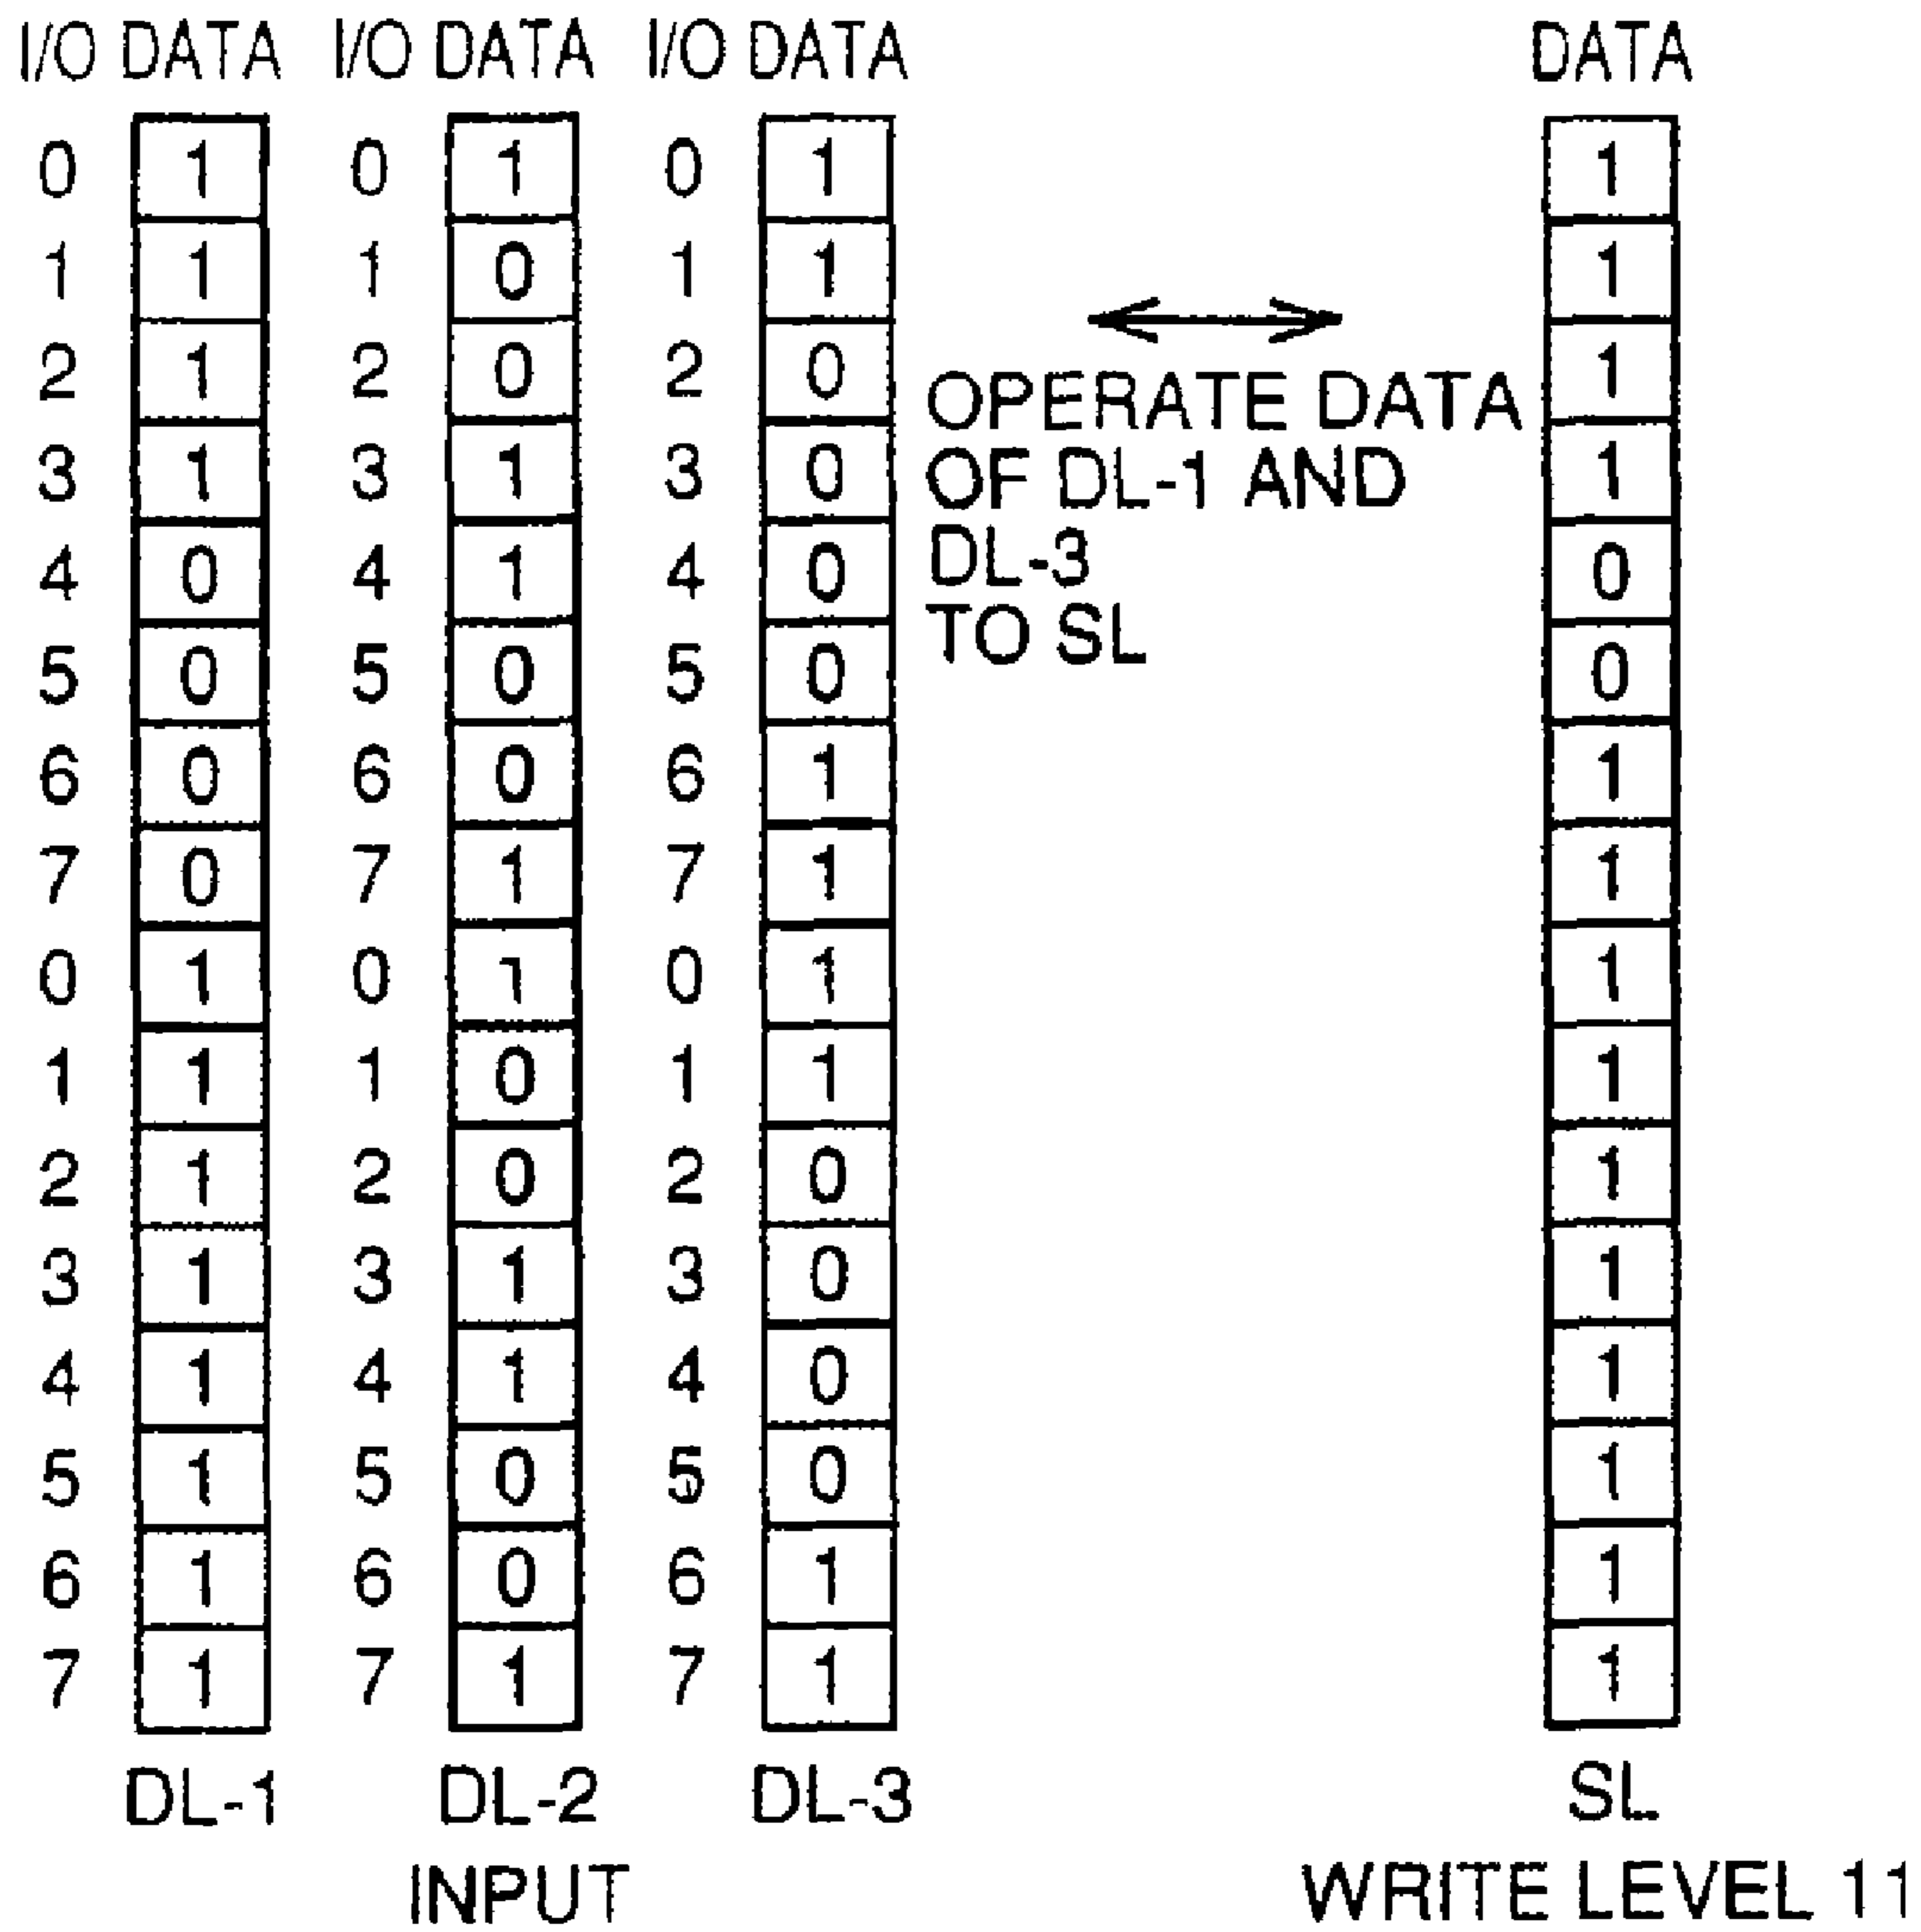 I/O DATA I/O DATA I/O DATA DATA
0 1 0 1 0 1 1
1 1 1 0 1 1 1
2 1 2 0 2 0 1
3 1 3 1 3 0 1
4 0 4 1 4 0 0
5 0 5 0 5 0 0
6 0 6 0 6 1 1
7 0 7 1 7 1 1
0 1 0 1 0 1 1
1 1 1 0 1 1 1
2 1 2 0 2 0 1
3 1 3 1 3 0 1
4 1 4 1 4 0 1
5 1 5 0 5 0 1
6 1 6 0 6 1 1
7 1 7 1 7 1 1
OPERATE DATA
OF DL-1 AND
DL-3
TO SL
DL-1 DL-2 DL-3 SL
INPUT WRITE LEVEL 11